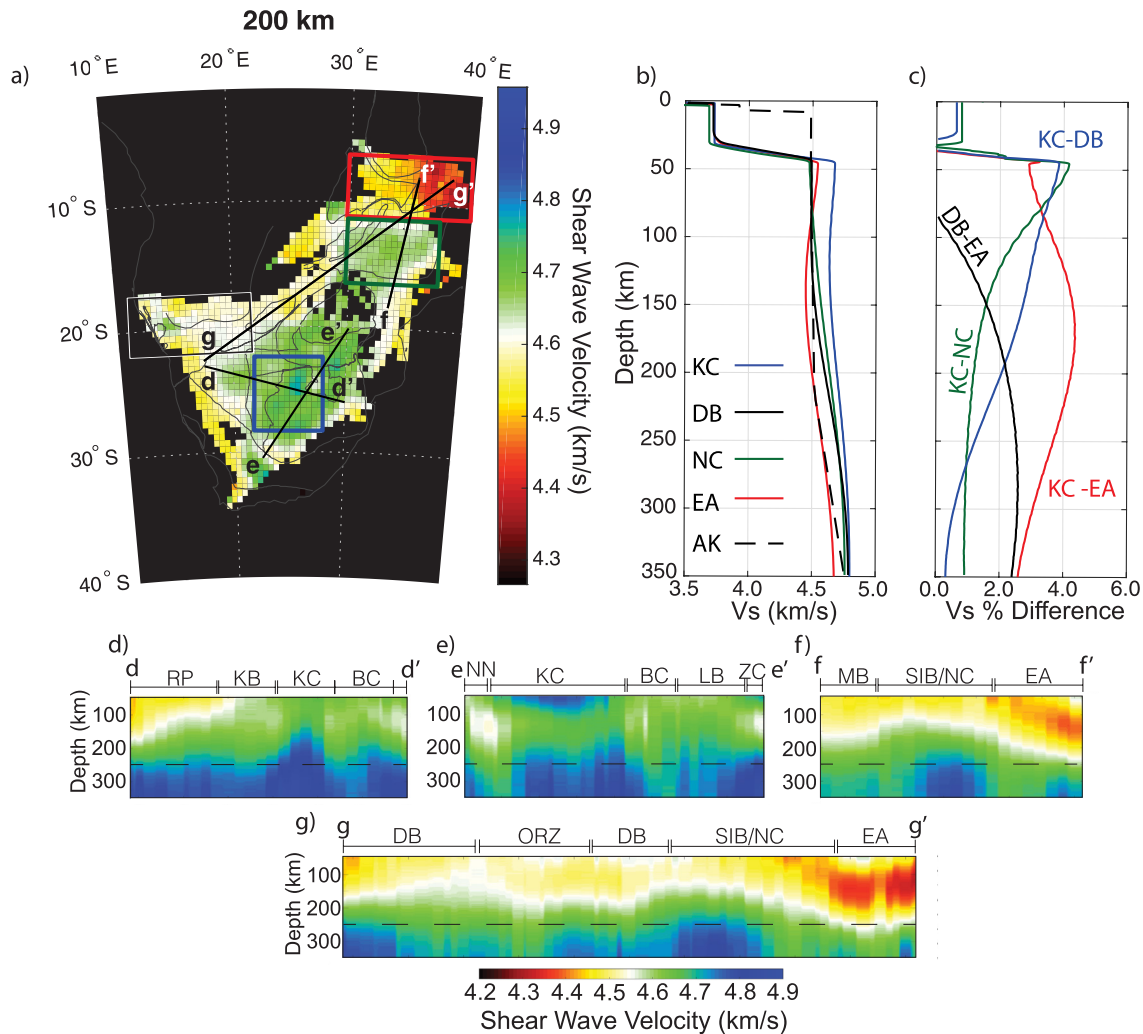 200 km
a)
10°E
20°E
30°E
40°E
10°S
20°S
30°S
40°S
f'
g'
f
e'
g
d
d'
e
4.9
4.8
4.7
4.6
4.5
4.4
4.3
Shear Wave Velocity (km/s)
b)
0
50
100
150
200
250
300
350
Depth (km)
KC
DB
NC
EA
AK
3.5 4.0 4.5 5.0
Vs (km/s)
c)
KC-DB
DB-EA
KC-NC
KC -EA
0.0 2.0 4.0 6.0
Vs % Difference
d)
d d'
RP KB KC BC
100
200
300
Depth (km)
e)
e e'
NN KC BC LB ZC
100
200
300
f)
f f'
MB SIB/NC EA
100
200
300
g)
g g'
DB ORZ DB SIB/NC EA
100
200
300
Depth (km)
4.2 4.3 4.4 4.5 4.6 4.7 4.8 4.9
Shear Wave Velocity (km/s)